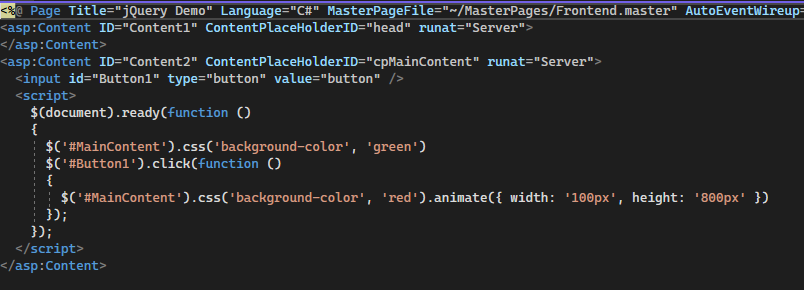 <%@ Page Title="jQuery Demo" Language="C#" MasterPageFile="~/MasterPages/Frontend.master" AutoEventWireup=
<asp:Content ID="Content1" ContentPlaceHolderID="head" runat="Server">
</asp:Content>
<asp:Content ID="Content2" ContentPlaceHolderID="cpMainContent" runat="Server">
  <input id="Button1" type="button" value="button" />
  <script>
    $(document).ready(function ()
    {
      $('#MainContent').css('background-color', 'green')
      $('#Button1').click(function ()
      {
        $('#MainContent').css('background-color', 'red').animate({ width: '100px', height: '800px' })
      });
    });
  </script>
</asp:Content>